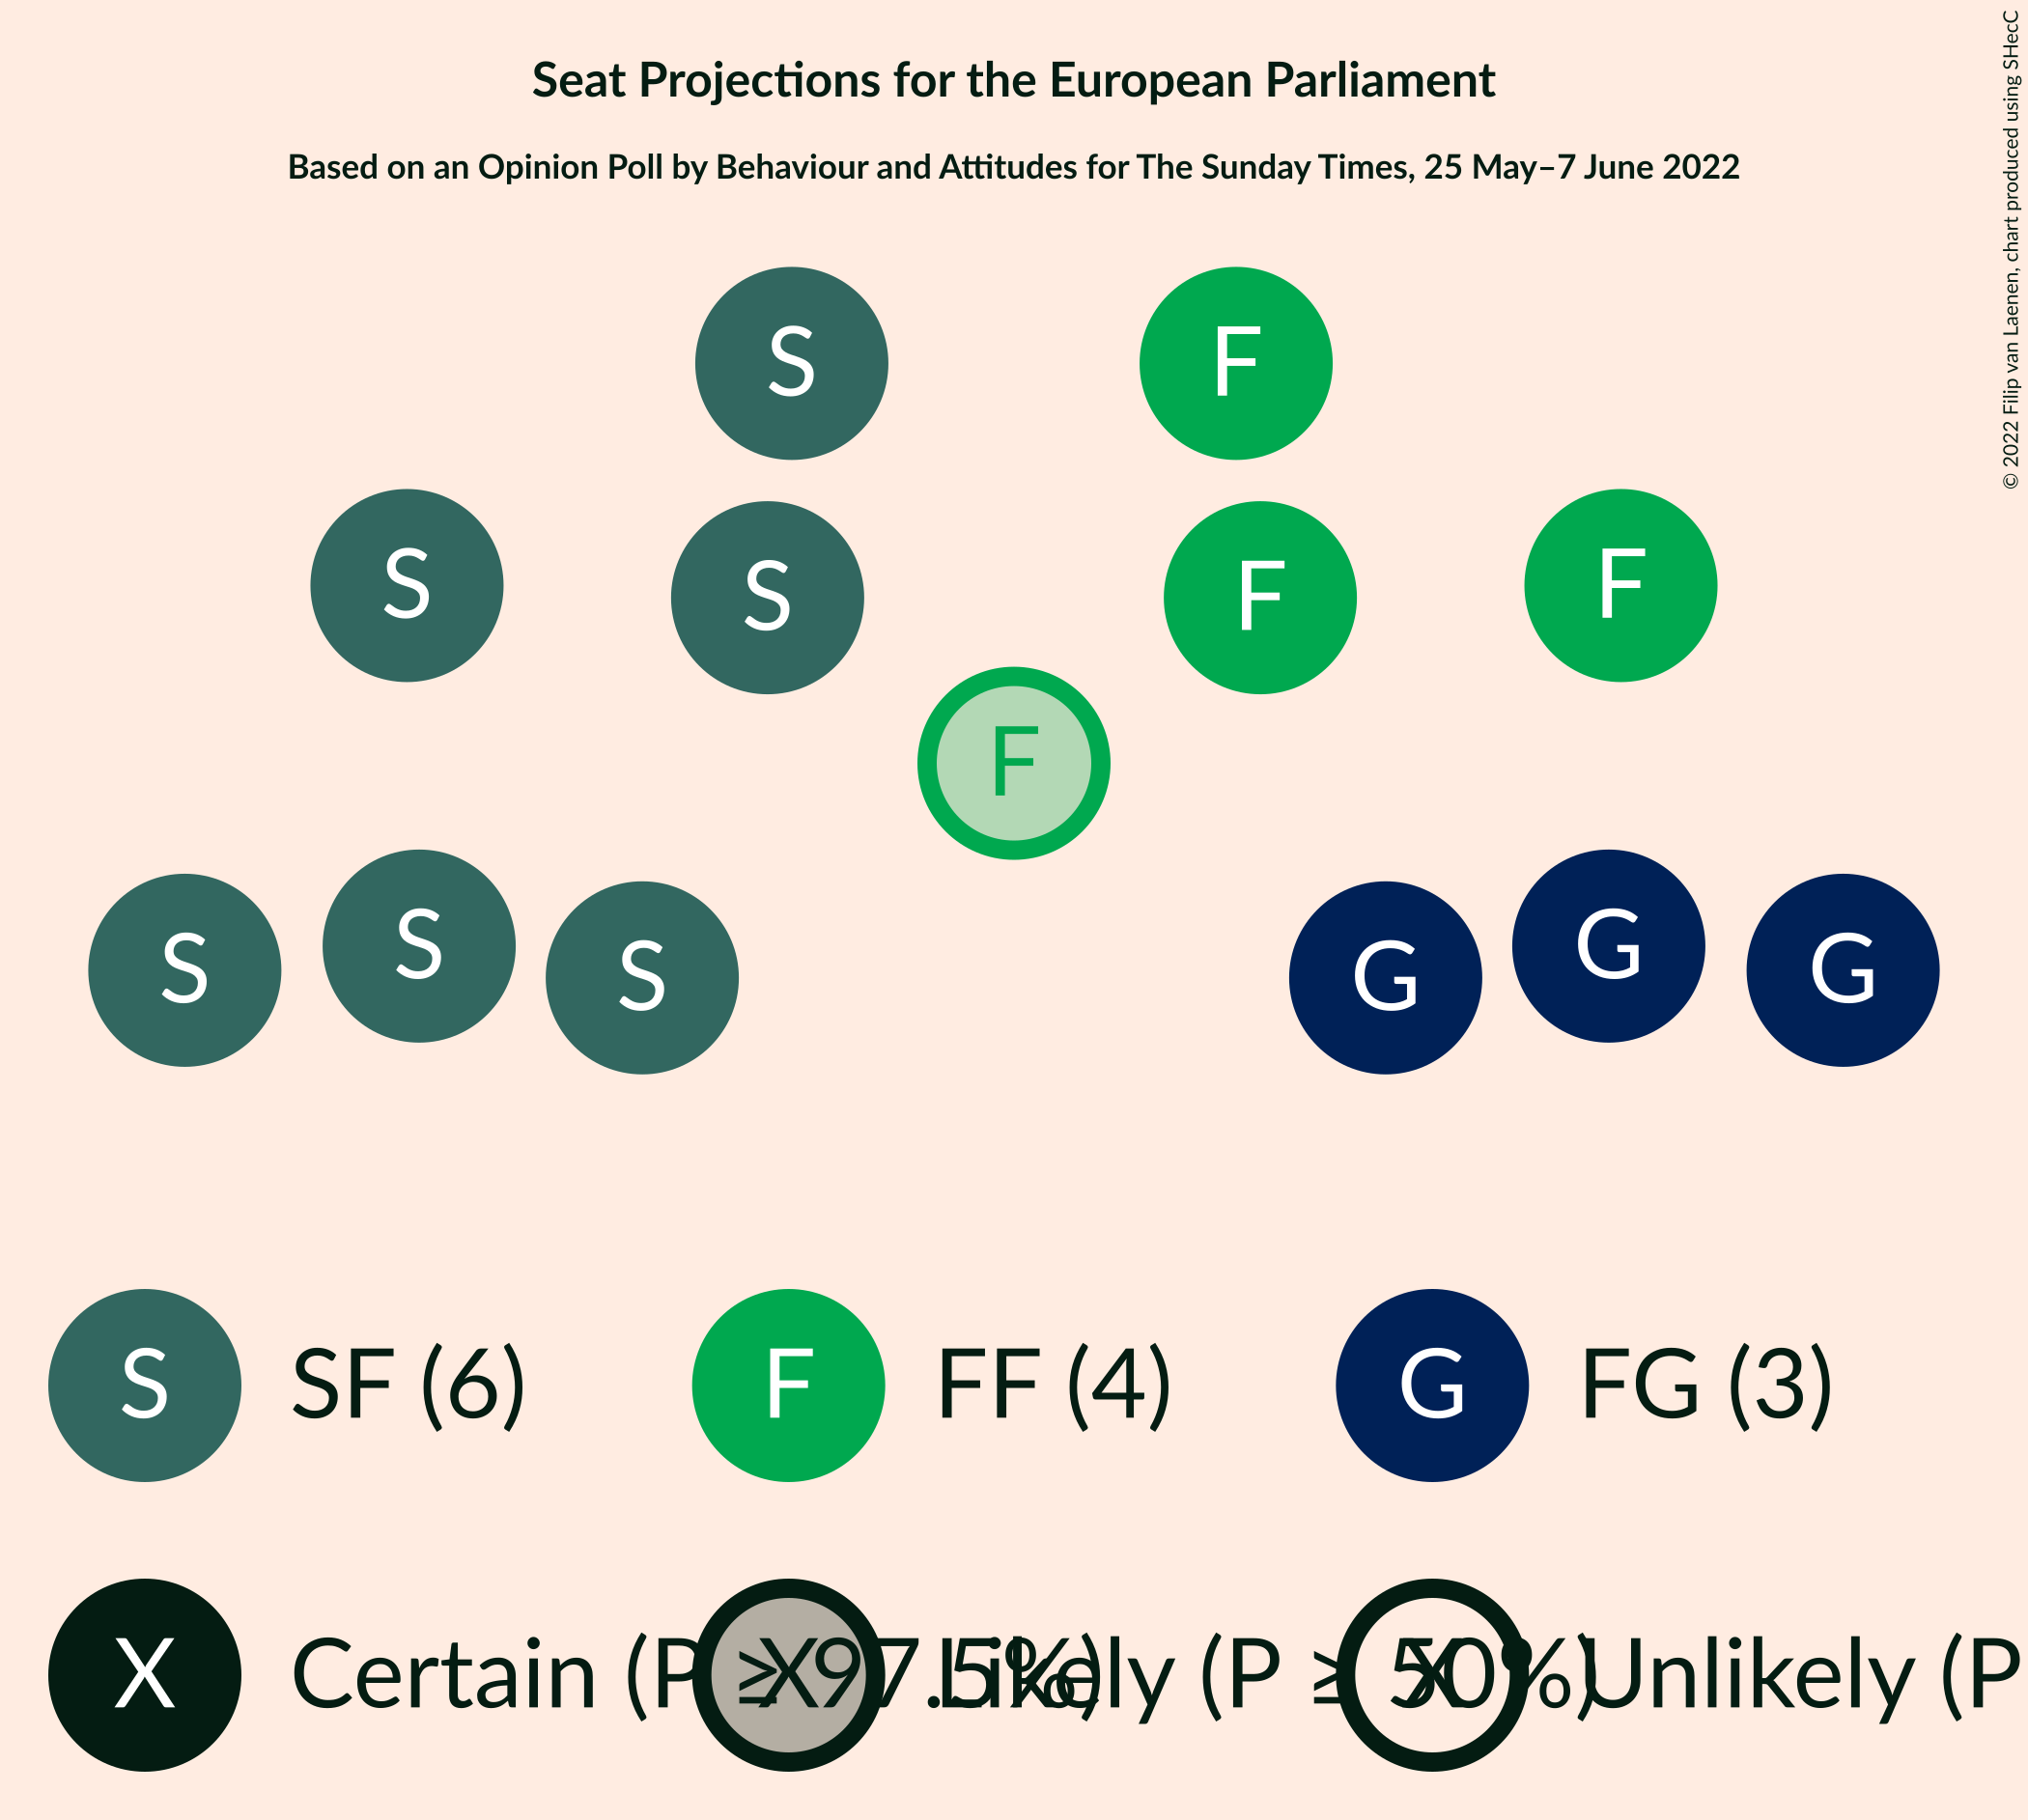 Seat Projections for the European Parliament
Based on an Opinion Poll by Behaviour and Attitudes for The Sunday Times, 25 May–7 June 2022
© 2022 Filip van Laenen, chart produced using SHecC
S F
S S F F
F
S S S G G G
S SF (6) F FF (4) G FG (3)
X Certain (P ≥ 97.5%) X Likely (P ≥ 50%) X Unlikely (P